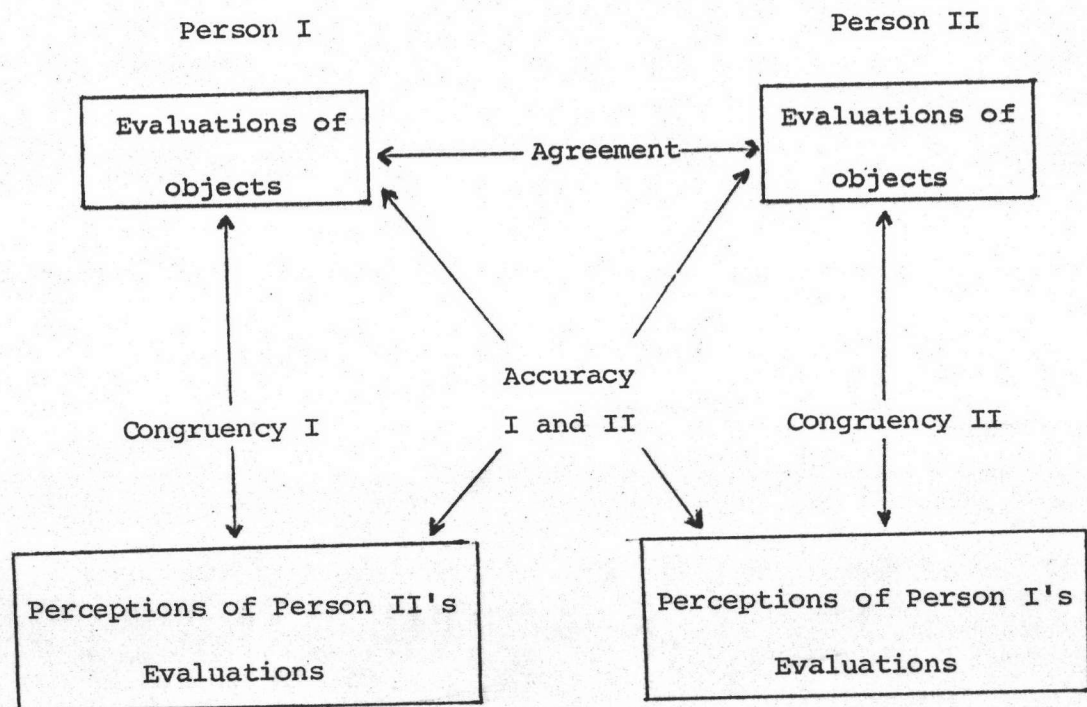 Person I
Person II
Evaluations of
objects
Agreement
Evaluations of
objects
Accuracy
I and II
Congruency I
Congruency II
Perceptions of Person II's
Evaluations
Perceptions of Person I's
Evaluations